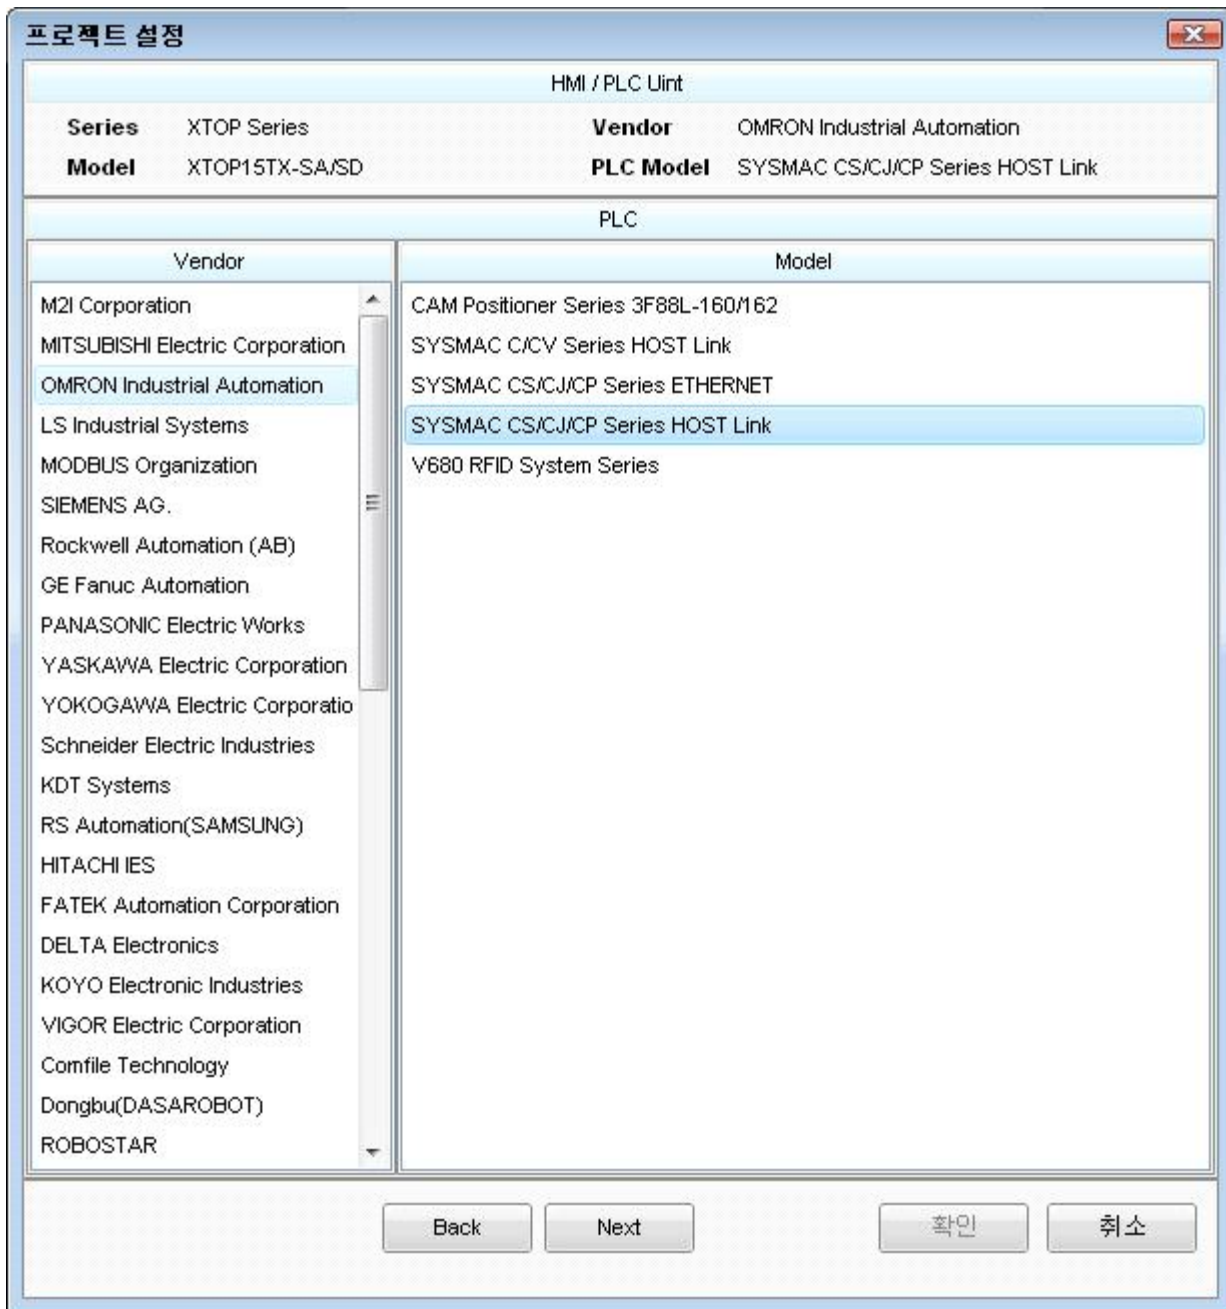 프로젝트 설정
HMI / PLC Uint
Series XTOP Series Vendor OMRON Industrial Automation
Model XTOP15TX-SA/SD PLC Model SYSMAC CS/CJ/CP Series HOST Link
PLC
Vendor
M2I Corporation
MITSUBISHI Electric Corporation
OMRON Industrial Automation
LS Industrial Systems
MODBUS Organization
SIEMENS AG.
Rockwell Automation (AB)
GE Fanuc Automation
PANASONIC Electric Works
YASKAWA Electric Corporation
YOKOGAWA Electric Corporatio
Schneider Electric Industries
KDT Systems
RS Automation(SAMSUNG)
HITACHI IES
FATEK Automation Corporation
DELTA Electronics
KOYO Electronic Industries
VIGOR Electric Corporation
Comfile Technology
Dongbu(DASAROBOT)
ROBOSTAR
Model
CAM Positioner Series 3F88L-160/162
SYSMAC C/CV Series HOST Link
SYSMAC CS/CJ/CP Series ETHERNET
SYSMAC CS/CJ/CP Series HOST Link
V680 RFID System Series
Back Next 확인 취소